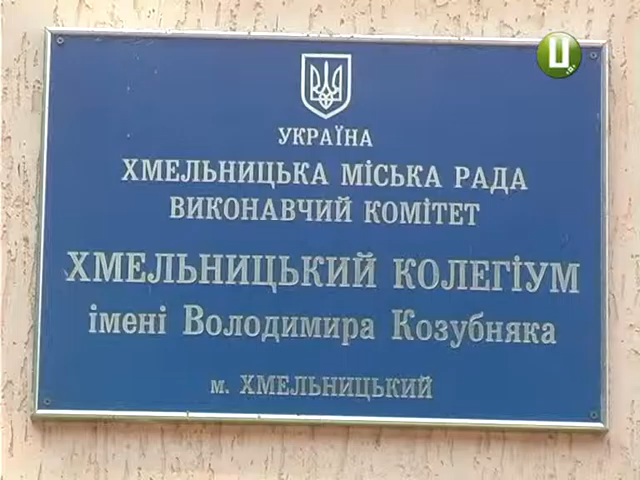 УКРАЇНА
ХМЕЛЬНИЦЬКА МІСЬКА РАДА
ВИКОНАВЧИЙ КОМІТЕТ
ХМЕЛЬНИЦЬКИЙ КОЛЕГІУМ
імені Володимира Козубняка
м. ХМЕЛЬНИЦЬКИЙ